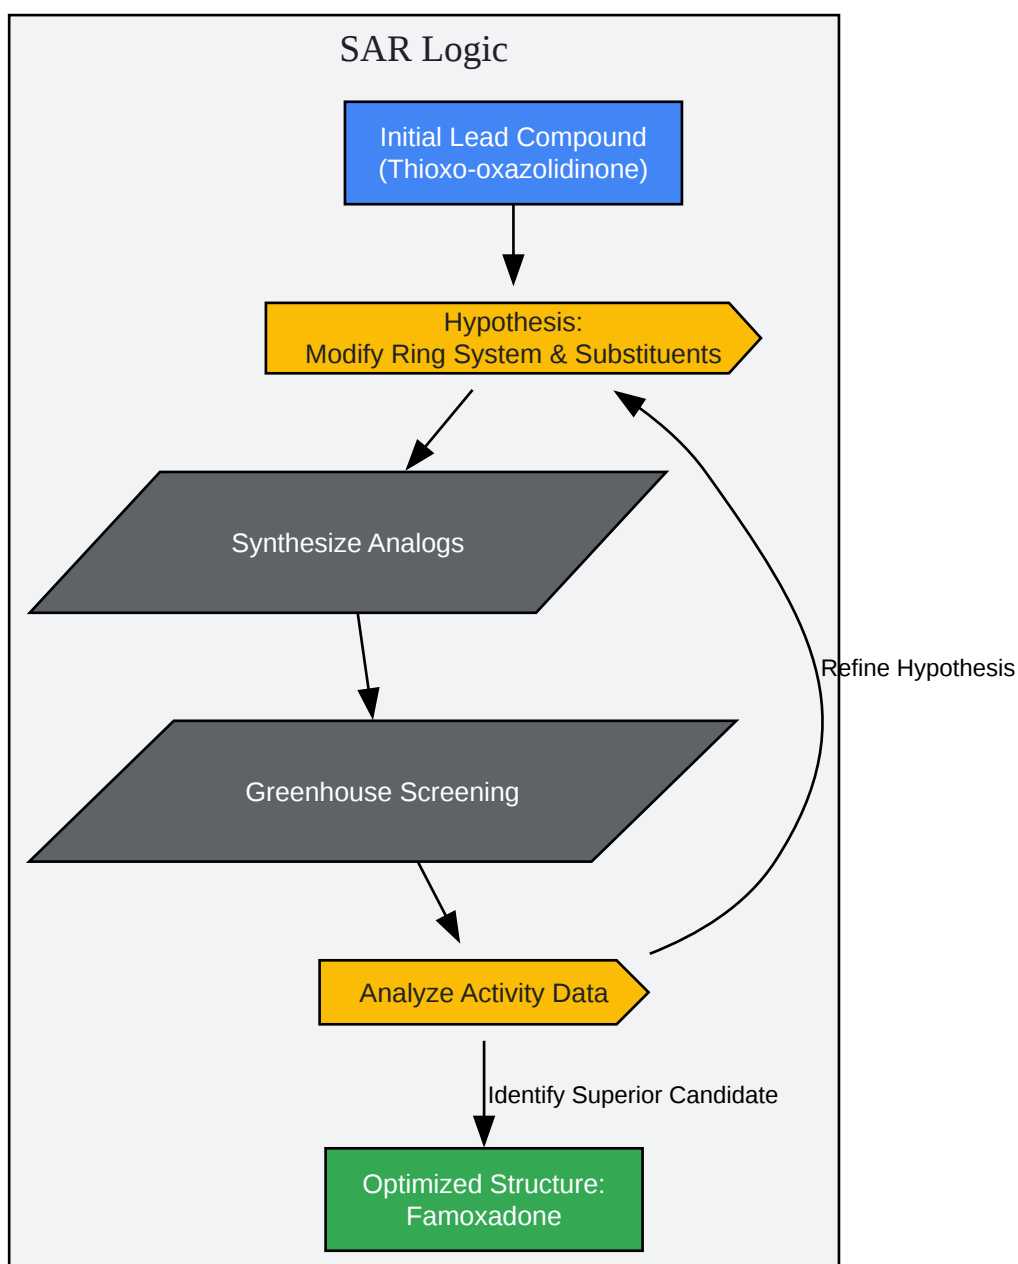 SAR Logic
Initial Lead Compound
(Thioxo-oxazolidinone)
Hypothesis:
Modify Ring System & Substituents
Synthesize Analogs
Refine Hypothesis
Greenhouse Screening
Analyze Activity Data
Identify Superior Candidate
Optimized Structure:
Famoxadone